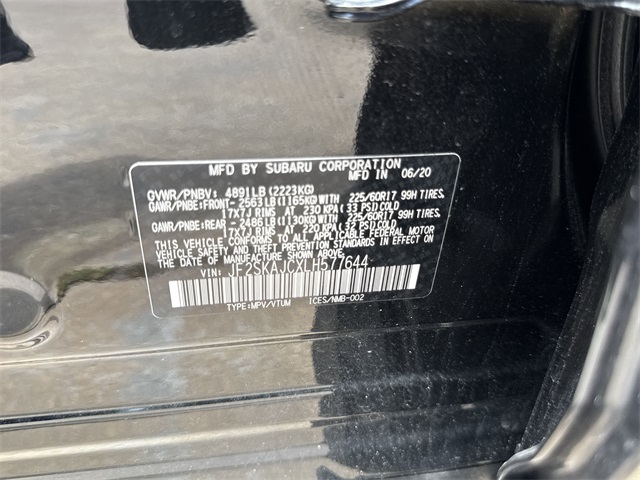 MFD BY SUBARU CORPORATION
MFD IN 06/20
GVWR/PNBV: 4891LB(2223KG)
GAWR/PNBE:FRONT- 2563LB(1165KG)WITH 225/60R17 99H TIRES,
17X7J RIMS AT 230 KPA(33 PSI)COLD
GAWR/PNBE:REAR - 2486LB(1130KG)WITH 225/60R17 99H TIRES,
17X7J RIMS AT 220 KPA(32 PSI)COLD
THIS VEHICLE CONFORMS TO ALL APPLICABLE FEDERAL MOTOR
VEHICLE SAFETY AND THEFT PREVENTION STANDARDS IN EFFECT
ON THE DATE OF MANUFACTURE SHOWN ABOVE.
VIN: JF2SKAJCXLH577644
TYPE:MPV/VTUM ICES/NMB-002